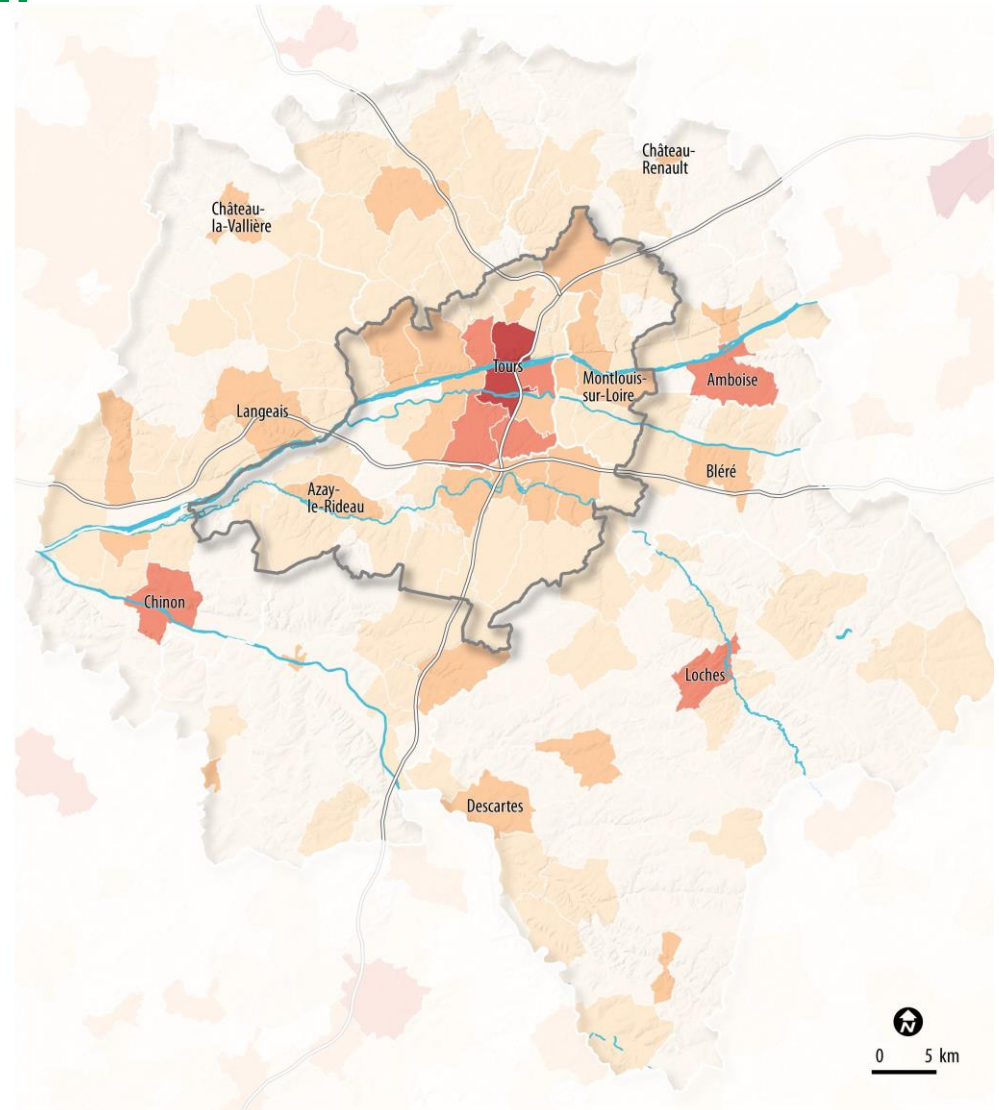 Château-
Renault
Château-
la-Vallière
Tours
Montlouis-
sur-Loire
Amboise
Langeais
Bléré
Azay-
le-Rideau
Chinon
Loches
Descartes
N
0 5 km